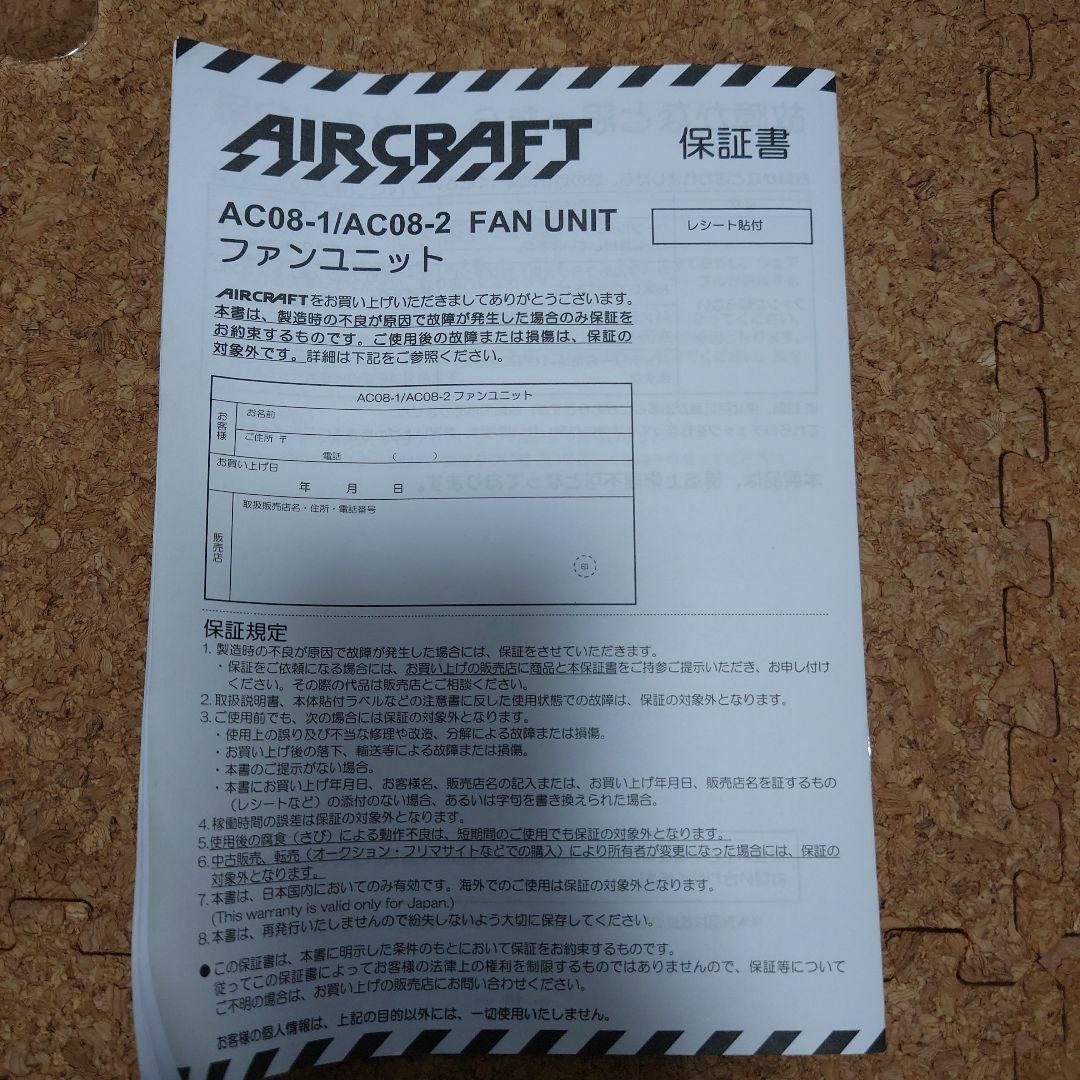 AIRCRAFT 保証書
AC08-1/AC08-2 FAN UNIT
ファンユニット
レシート貼付
AIRCRAFTをお買い上げいただきましてありがとうございます。
本書は、製造時の不良が原因で故障が発生した場合のみ保証を
お約束するものです。ご使用後の故障または損傷は、保証の
対象外です。詳細は下記をご参照ください。
AC08-1/AC08-2 ファンユニット
お客様
お名前
ご住所 〒
電話 ( )
お買い上げ日
年 月 日
販売店
取扱販売店名・住所・電話番号
印
保証規定
1. 製造時の不良が原因で故障が発生した場合には、保証をさせていただきます。
・保証をご依頼になる場合には、お買い上げの販売店に商品と本保証書をご持参ご提示いただき、お申し付け
ください。その際の代品は販売店とご相談ください。
2. 取扱説明書、本体貼付ラベルなどの注意書に反した使用状態での故障は、保証の対象外となります。
3. ご使用前でも、次の場合には保証の対象外となります。
・使用上の誤り及び不当な修理や改造、分解による故障または損傷。
・お買い上げ後の落下、輸送等による故障または損傷。
・本書のご提示がない場合。
・本書にお買い上げ年月日、お客様名、販売店名の記入または、お買い上げ年月日、販売店名を証するもの
（レシートなど）の添付のない場合、あるいは字句を書き換えられた場合。
4. 稼働時間の誤差は保証の対象外となります。
5. 使用後の腐食（さび）による動作不良は、短期間のご使用でも保証の対象外となります。
6. 中古販売、転売（オークション・フリマサイトなどでの購入）により所有者が変更になった場合には、保証の
対象外となります。
7. 本書は、日本国内においてのみ有効です。海外でのご使用は保証の対象外となります。
(This warranty is valid only for Japan.)
8. 本書は、再発行いたしませんので紛失しないよう大切に保存してください。
●この保証書は、本書に明示した条件のもとにおいて保証をお約束するものです。
従ってこの保証書によってお客様の法律上の権利を制限するものではありませんので、保証等について
ご不明の場合は、お買い上げの販売店にお問い合わせください。
お客様の個人情報は、上記の目的以外には、一切使用いたしません。